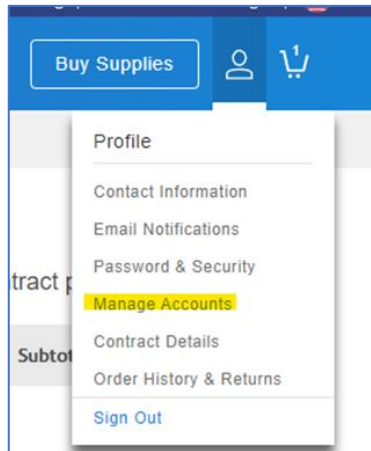 Buy Supplies
1
Profile
Contact Information
Email Notifications
Password & Security
tract
Manage Accounts
Contract Details
Subtot
Order History & Returns
Sign Out